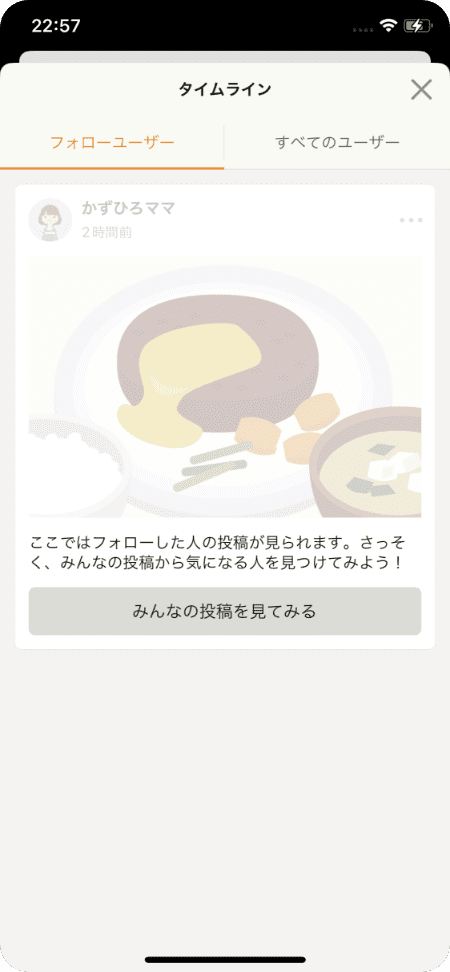 22:57
タイムライン
フォローユーザー
すべてのユーザー
かずひろママ
2時間前
ここではフォローした人の投稿が見られます。さっそ
く、みんなの投稿から気になる人を見つけてみよう！
みんなの投稿を見てみる